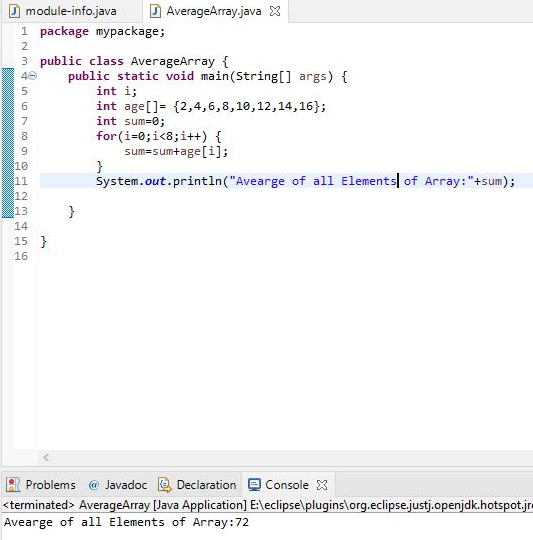 module-info.java AverageArray.java
1 package mypackage;
2
3 public class AverageArray {
4 public static void main(String[] args) {
5 int i;
6 int age[]= {2,4,6,8,10,12,14,16};
7 int sum=0;
8 for(i=0;i<8;i++) {
9 sum=sum+age[i];
10 }
11 System.out.println("Avearge of all Elements of Array:"+sum);
12
13 }
14
15 }
16
Problems @ Javadoc Declaration Console
<terminated> AverageArray [Java Application] E:\eclipse\plugins\org.eclipse.justj.openjdk.hotspot.jr
Avearge of all Elements of Array:72